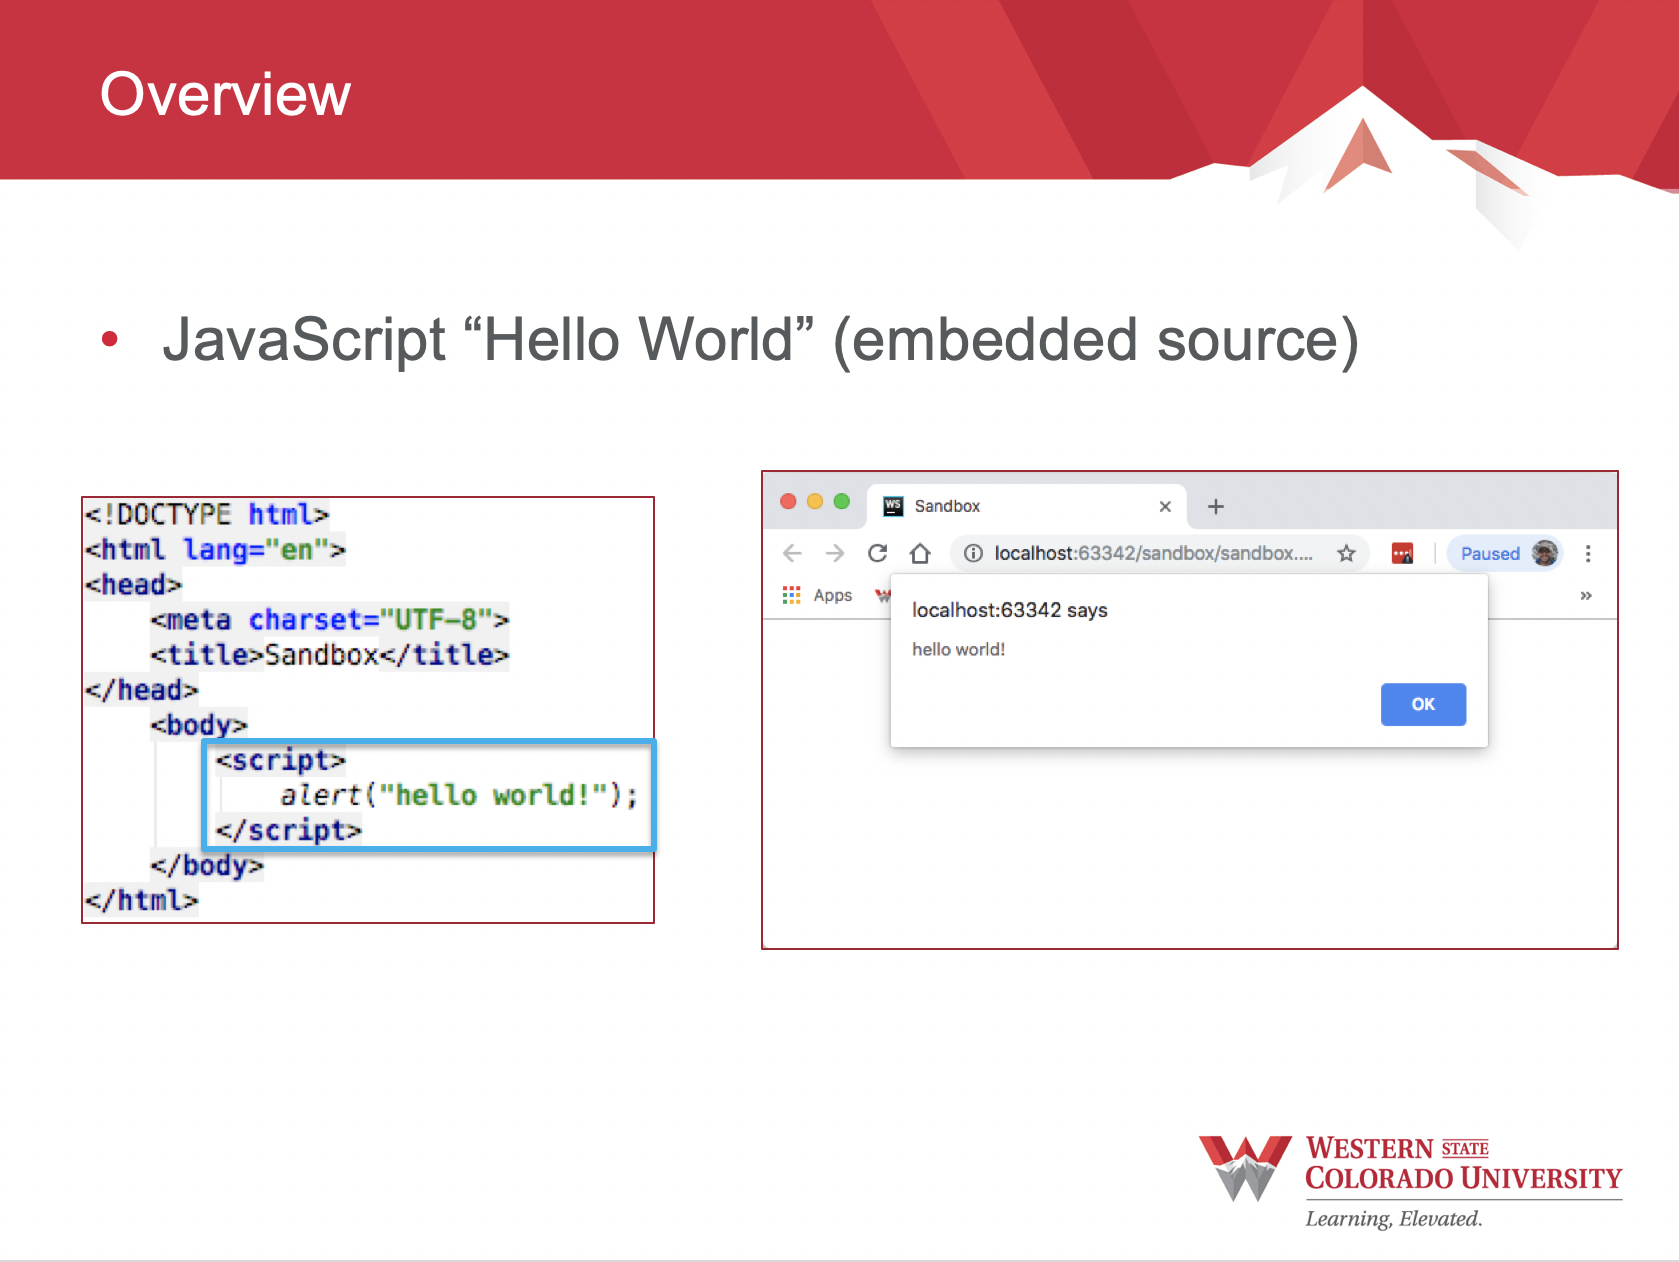 Overview
• JavaScript “Hello World” (embedded source)
<!DOCTYPE html>
<html lang="en">
<head>
    <meta charset="UTF-8">
    <title>Sandbox</title>
</head>
    <body>
        <script>
            alert("hello world!");
        </script>
    </body>
</html>
WS Sandbox
localhost:63342/sandbox/sandbox....
Paused
Apps
»
localhost:63342 says
hello world!
OK
WESTERN STATE
COLORADO UNIVERSITY
Learning, Elevated.